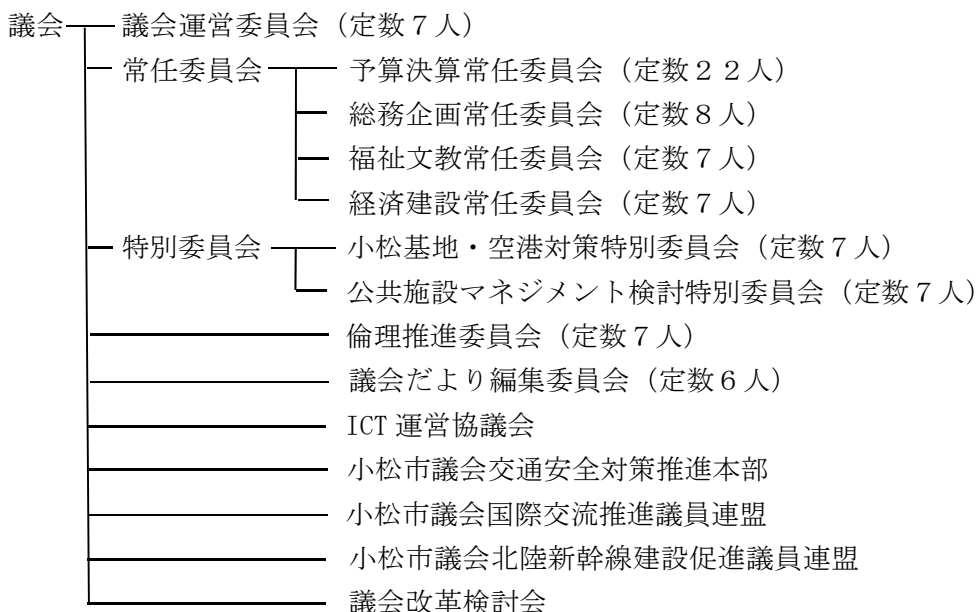 議会 議会運営委員会（定数７人）
常任委員会 予算決算常任委員会（定数２２人）
総務企画常任委員会（定数８人）
福祉文教常任委員会（定数７人）
経済建設常任委員会（定数７人）
特別委員会 小松基地・空港対策特別委員会（定数７人）
公共施設マネジメント検討特別委員会（定数７人）
倫理推進委員会（定数７人）
議会だより編集委員会（定数６人）
ICT 運営協議会
小松市議会交通安全対策推進本部
小松市議会国際交流推進議員連盟
小松市議会北陸新幹線建設促進議員連盟
議会改革検討会